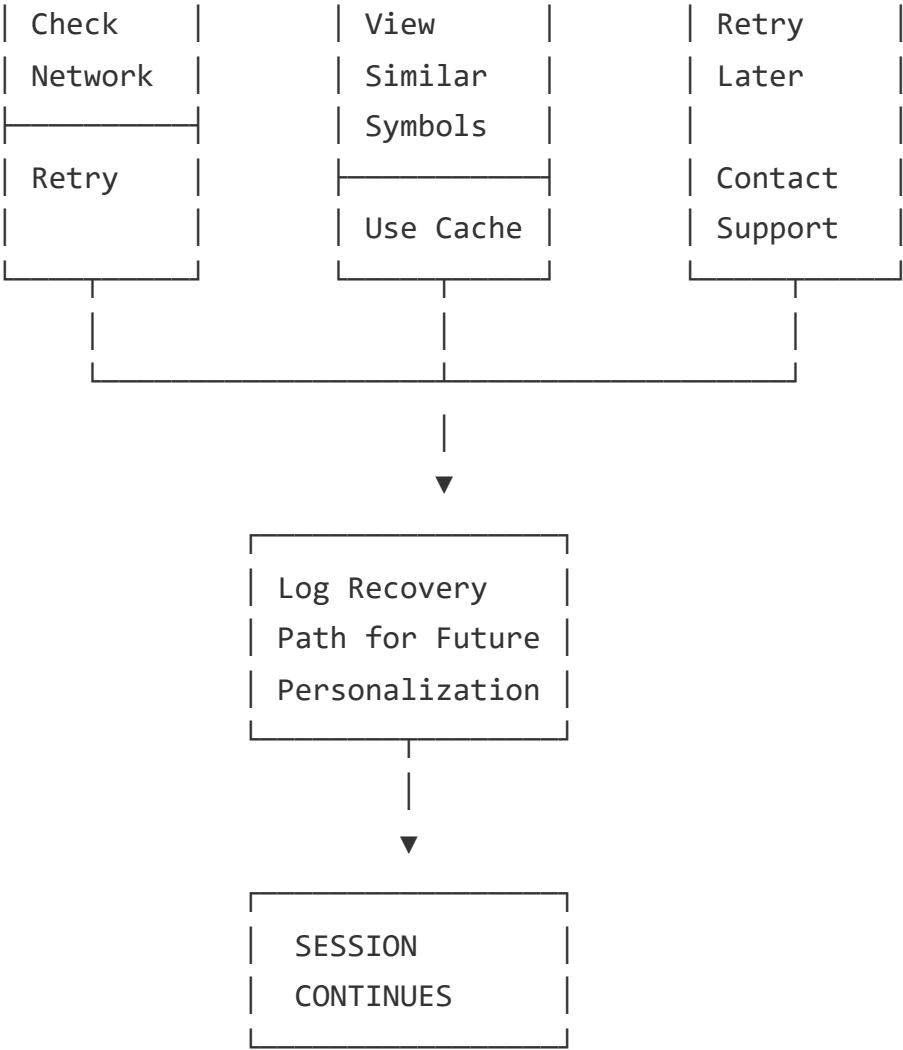 Check
Network
Retry
View
Similar
Symbols
Use Cache
Retry
Later
Contact
Support
Log Recovery
Path for Future
Personalization
SESSION
CONTINUES